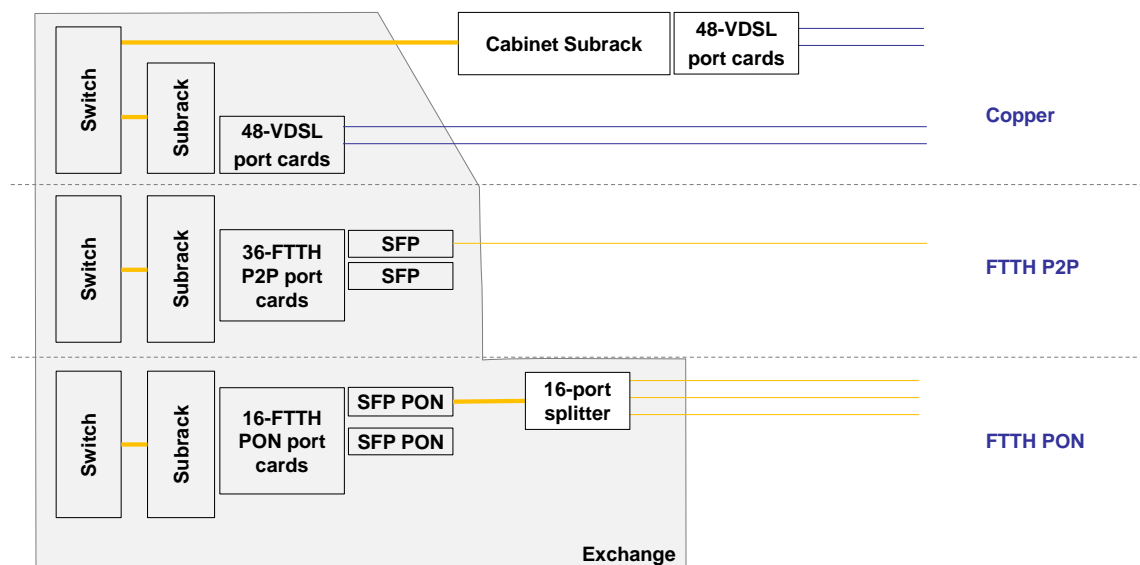 Switch
Subrack
48-VDSL
port cards
Cabinet Subrack
48-VDSL
port cards
Copper
Switch
Subrack
36-FTTH
P2P port
cards
SFP
SFP
FTTH P2P
Switch
Subrack
16-FTTH
PON port
cards
SFP PON
SFP PON
16-port
splitter
FTTH PON
Exchange